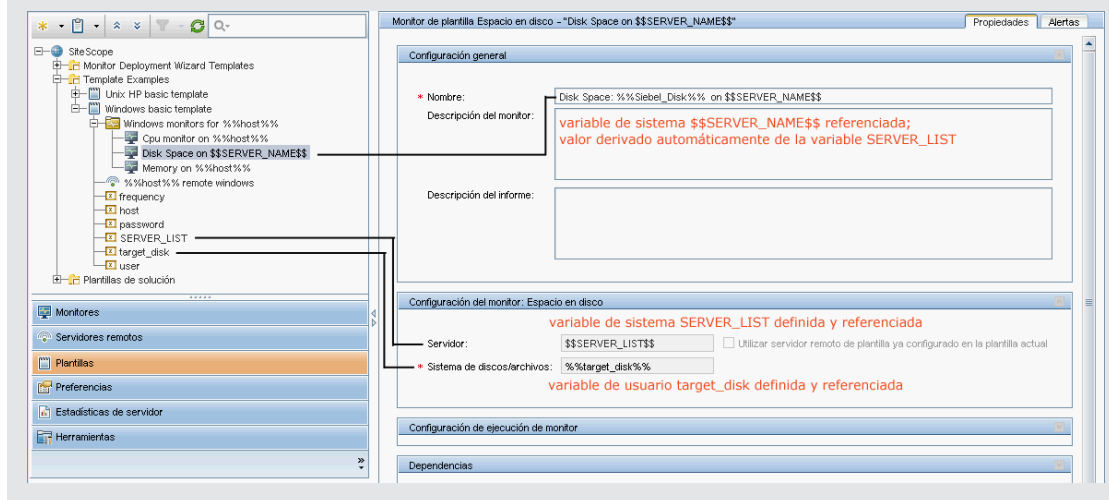 SiteScope
Monitor Deployment Wizard Templates
Template Examples
Unix HP basic template
Windows basic template
Windows monitors for %%host%%
Cpu monitor on %%host%%
Disk Space on $$SERVER_NAME$$
Memory on %%host%%
%%host%% remote windows
frequency
host
password
SERVER_LIST
target_disk
user
Plantillas de solución
Monitores
Servidores remotos
Plantillas
Preferencias
Estadísticas de servidor
Herramientas
Monitor de plantilla Espacio en disco - "Disk Space on $$SERVER_NAME$$"
Propiedades
Alertas
Configuración general
* Nombre:
Disk Space: %%Siebel_Disk%% on $$SERVER_NAME$$
Descripción del monitor:
variable de sistema $$SERVER_NAME$$ referenciada;
valor derivado automáticamente de la variable SERVER_LIST
Descripción del informe:
Configuración del monitor: Espacio en disco
variable de sistema SERVER_LIST definida y referenciada
Servidor:
$$SERVER_LIST$$
Utilizar servidor remoto de plantilla ya configurado en la plantilla actual
* Sistema de discos/archivos:
%%target_disk%%
variable de usuario target_disk definida y referenciada
Configuración de ejecución de monitor
Dependencias